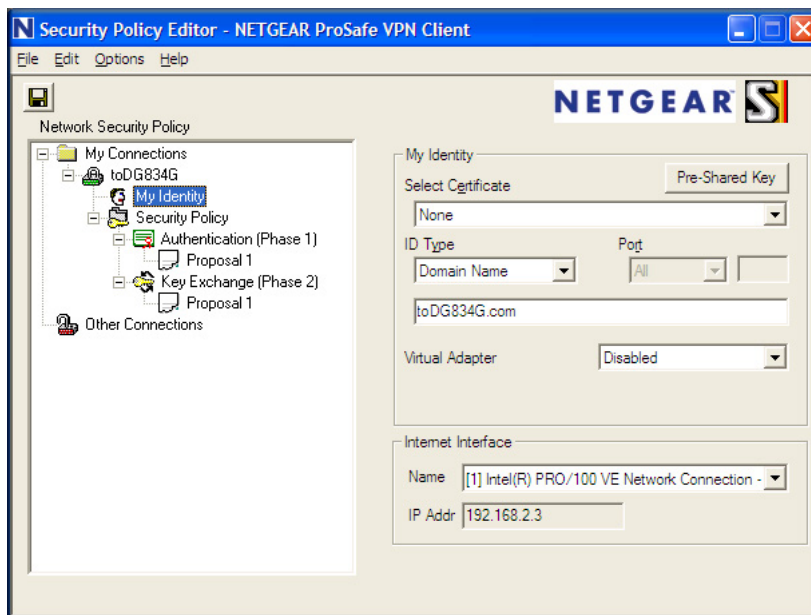 Security Policy Editor - NETGEAR ProSafe VPN Client
File Edit Options Help
NETGEAR
Network Security Policy
My Connections
toDG834G
My Identity
Security Policy
Authentication (Phase 1)
Proposal 1
Key Exchange (Phase 2)
Proposal 1
Other Connections
My Identity
Select Certificate
Pre-Shared Key
None
ID Type Port
Domain Name All
toDG834G.com
Virtual Adapter Disabled
Internet Interface
Name [1] Intel(R) PRO/100 VE Network Connection -
IP Addr 192.168.2.3